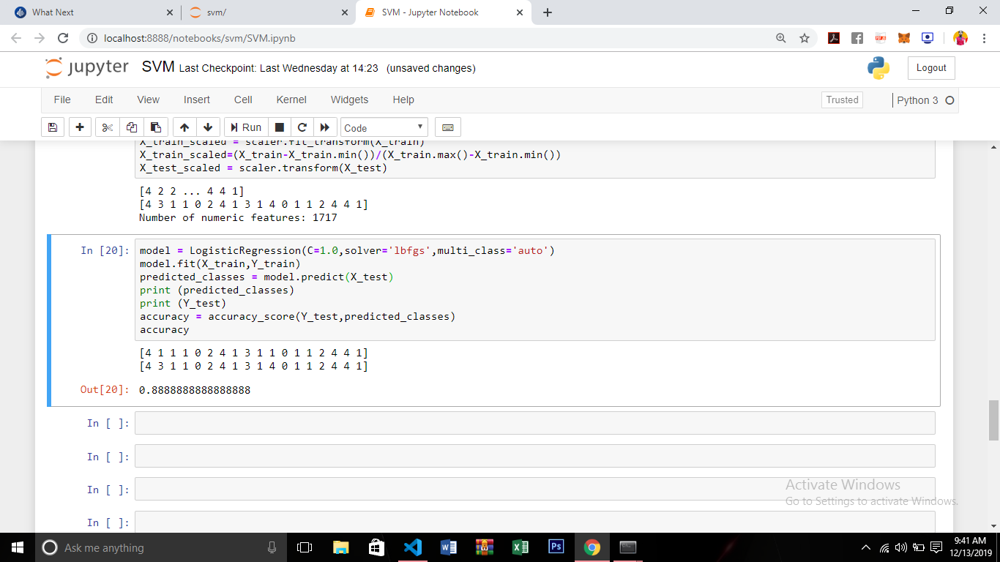 What Next
svm/
SVM - Jupyter Notebook
localhost:8888/notebooks/svm/SVM.ipynb
jupyter SVM Last Checkpoint: Last Wednesday at 14:23 (unsaved changes)
Logout
File Edit View Insert Cell Kernel Widgets Help
Trusted
Python 3
Run
Code
X_train_scaled = scaler.fit_transform(X_train)
X_train_scaled=(X_train-X_train.min())/(X_train.max()-X_train.min())
X_test_scaled = scaler.transform(X_test)
[4 2 2 ... 4 4 1]
[4 3 1 1 0 2 4 1 3 1 4 0 1 1 2 4 4 1]
Number of numeric features: 1717
In [20]: model = LogisticRegression(C=1.0,solver='lbfgs',multi_class='auto')
model.fit(X_train,Y_train)
predicted_classes = model.predict(X_test)
print (predicted_classes)
print (Y_test)
accuracy = accuracy_score(Y_test,predicted_classes)
accuracy
[4 1 1 1 0 2 4 1 3 1 1 0 1 1 2 4 4 1]
[4 3 1 1 0 2 4 1 3 1 4 0 1 1 2 4 4 1]
Out[20]: 0.8888888888888888
In [ ]:
In [ ]:
In [ ]:
In [ ]:
Activate Windows
Go to Settings to activate Windows.
Ask me anything
Ps
9:41 AM
12/13/2019